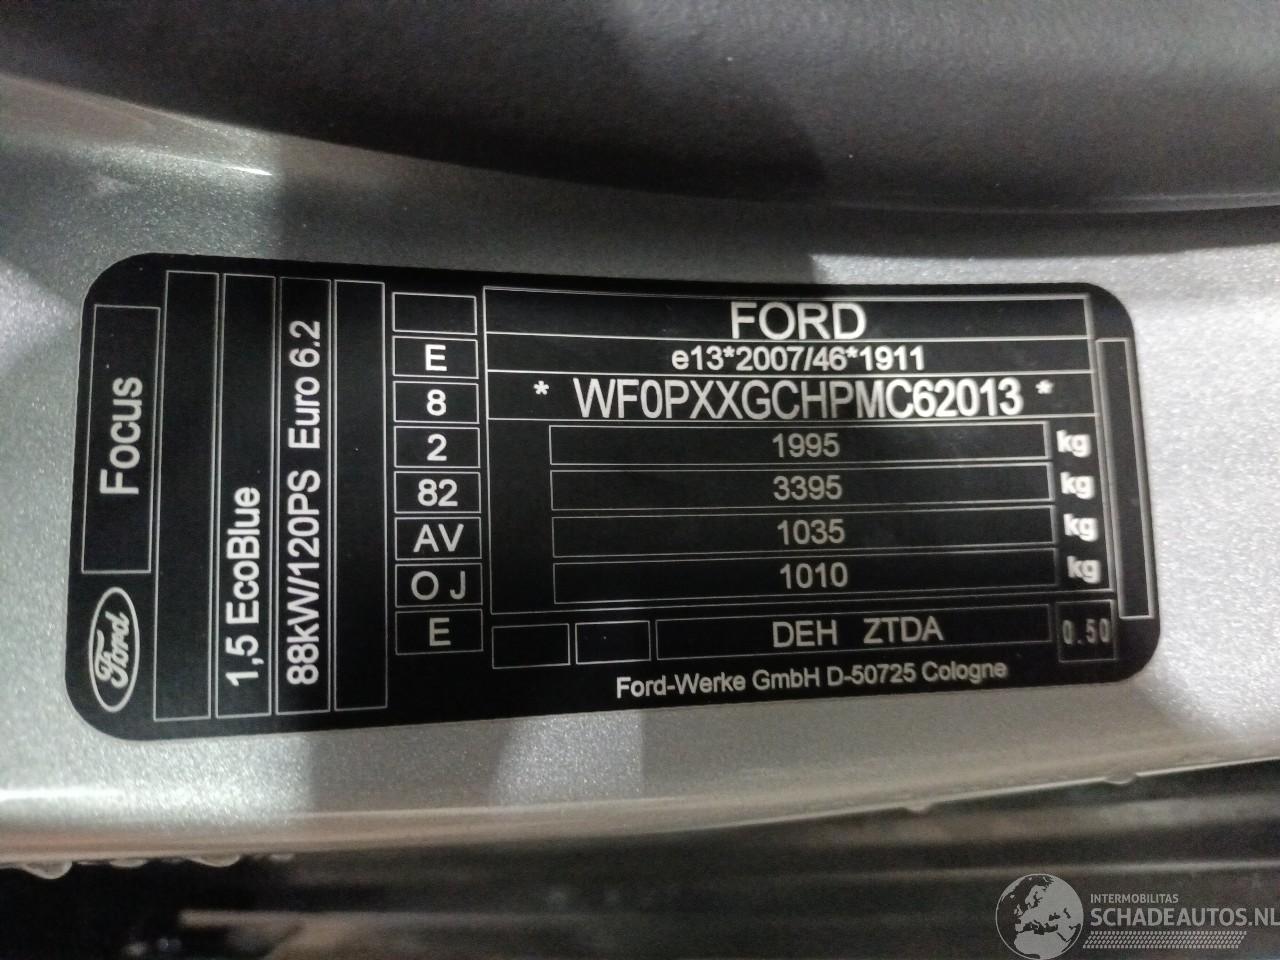 FORD
e13*2007/46*1911
* WF0PXXGCHPMC62013 *
1995 kg
3395 kg
1035 kg
1010 kg
DEH ZTDA
0.50
Ford-Werke GmbH D-50725 Cologne
E
8
2
82
AV
O J
E
88kW/120PS Euro 6.2
1,5 EcoBlue
Focus
Ford
INTERMOBILITAS
SCHADEAUTOS.NL